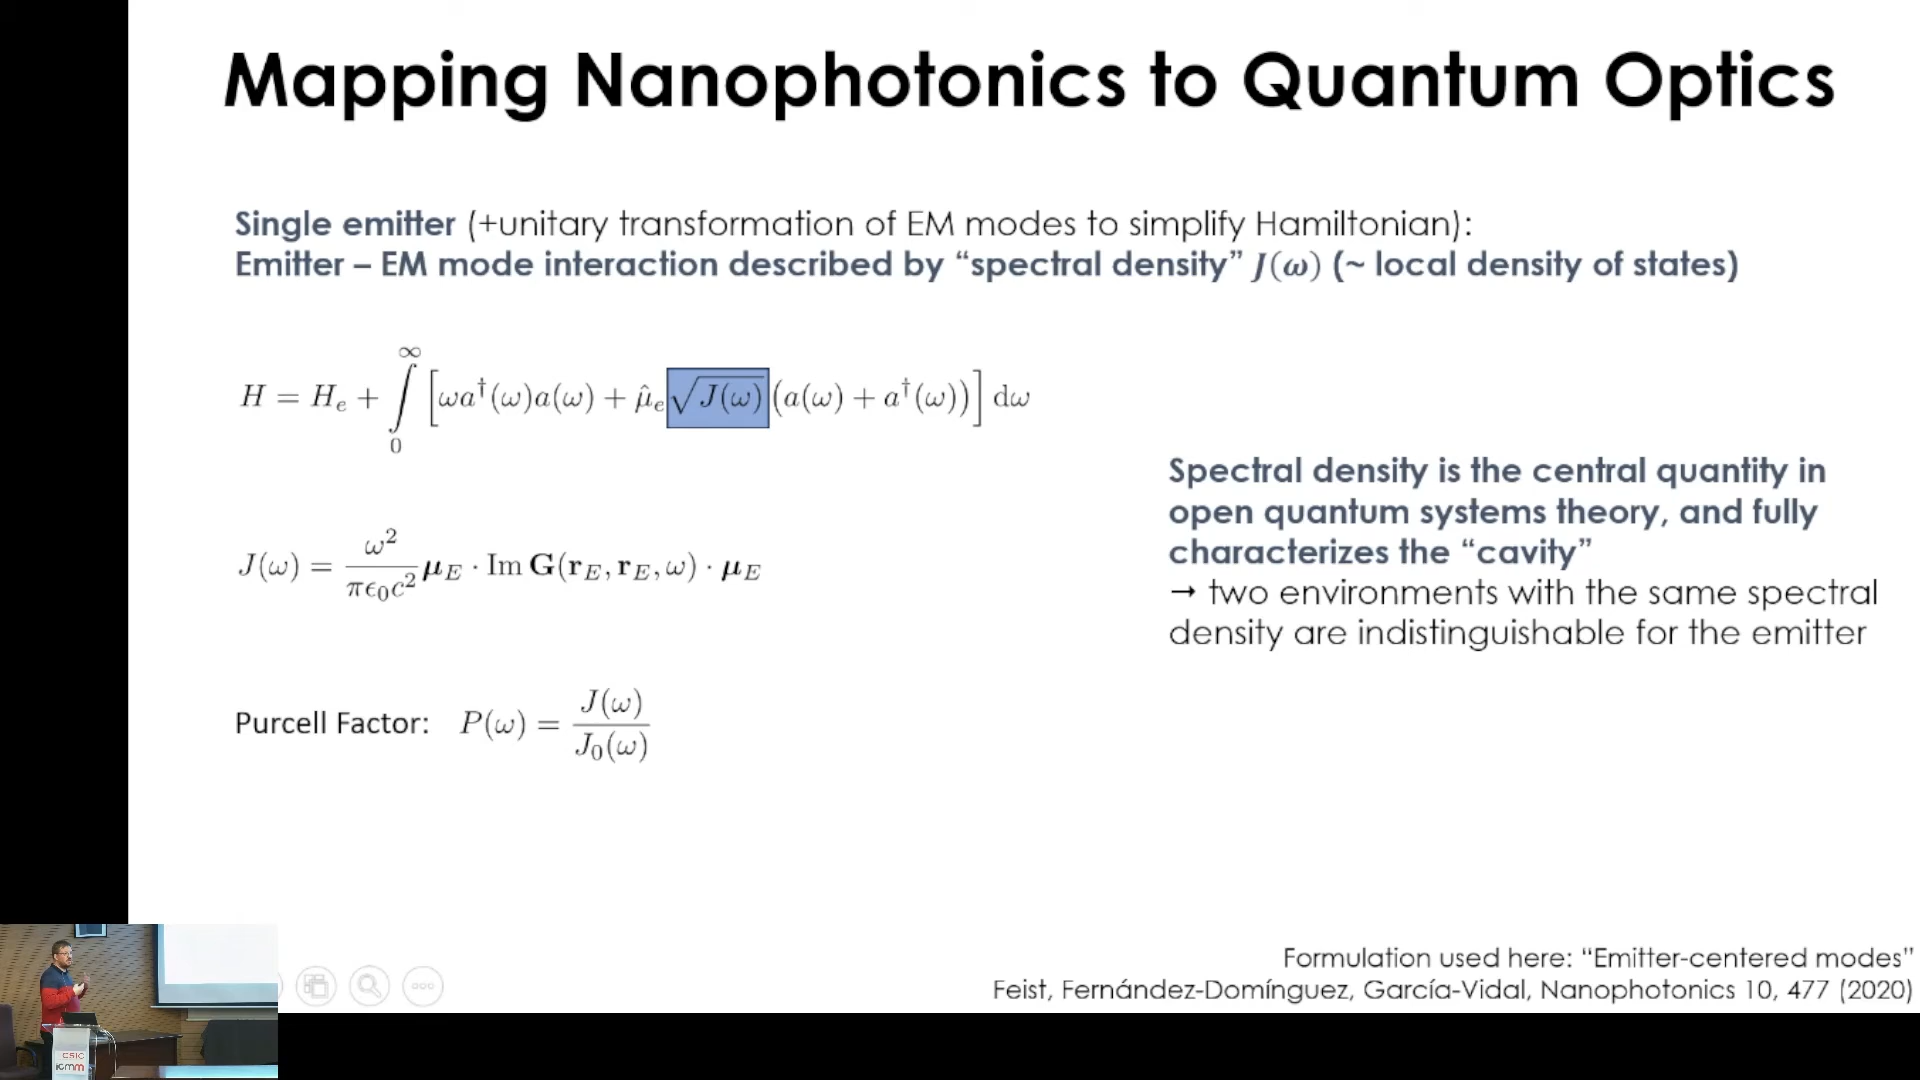 Mapping Nanophotonics to Quantum Optics
Single emitter (+unitary transformation of EM modes to simplify Hamiltonian):
Emitter – EM mode interaction described by “spectral density” J(ω) (~ local density of states)
H = H_e + ∫_0^∞ [ωa†(ω)a(ω) + μ̂_e √J(ω) (a(ω) + a†(ω))] dω
Spectral density is the central quantity in
open quantum systems theory, and fully
characterizes the “cavity”
→ two environments with the same spectral
density are indistinguishable for the emitter
J(ω) = ω²/(πϵ₀c²) μ_E · Im G(r_E, r_E, ω) · μ_E
Purcell Factor: P(ω) = J(ω)/J₀(ω)
Formulation used here: “Emitter-centered modes”
Feist, Fernández-Domínguez, García-Vidal, Nanophotonics 10, 477 (2020)
CSIC
icmm